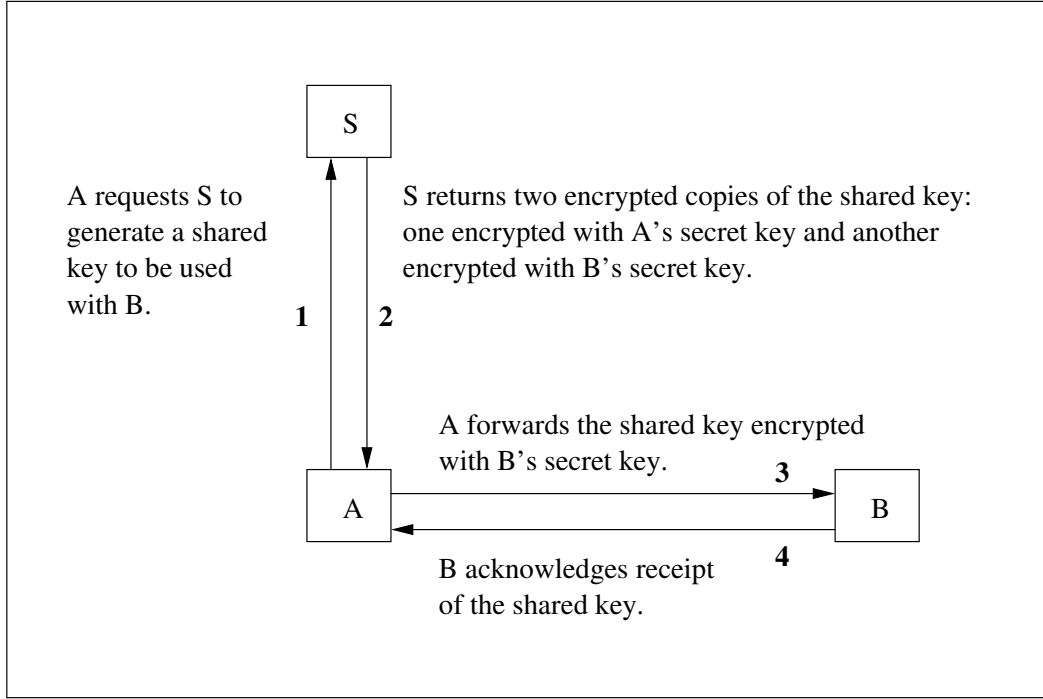 S
A requests S to
generate a shared
key to be used
with B.
1
2
S returns two encrypted copies of the shared key:
one encrypted with A’s secret key and another
encrypted with B’s secret key.
A forwards the shared key encrypted
with B’s secret key.
3
A
B
4
B acknowledges receipt
of the shared key.